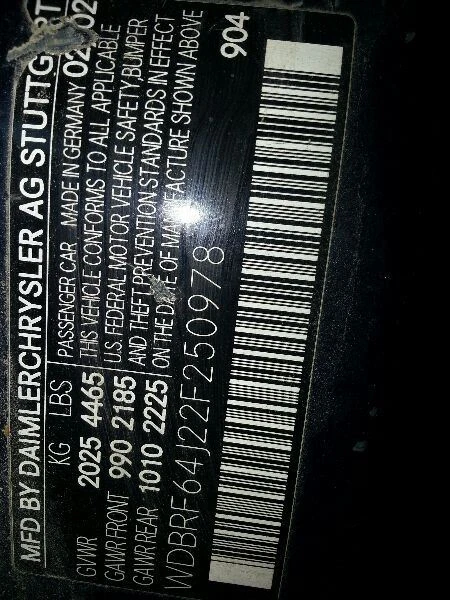 MFD BY DAIMLERCHRYSLER AG STUTTG
KG LBS
GVWR 2025 4465
GAWR FRONT 990 2185
GAWR REAR 1010 2225
PASSENGER CAR MADE IN GERMANY 02 02
THIS VEHICLE CONFORMS TO ALL APPLICABLE
U.S. FEDERAL MOTOR VEHICLE SAFETY, BUMPER
AND THEFT PREVENTION STANDARDS IN EFFECT
ON THE DATE OF MANUFACTURE SHOWN ABOVE
WDBRF64J22F250978
904